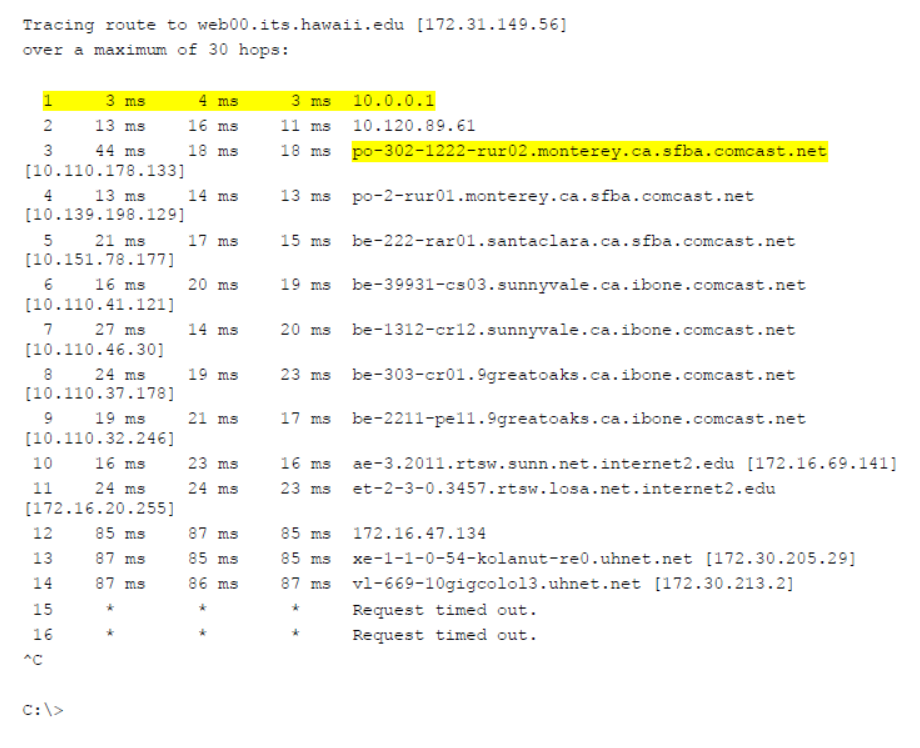 Tracing route to web00.its.hawaii.edu [172.31.149.56]
over a maximum of 30 hops:
1 3 ms 4 ms 3 ms 10.0.0.1
2 13 ms 16 ms 11 ms 10.120.89.61
3 44 ms 18 ms 18 ms po-302-1222-rur02.monterey.ca.sfba.comcast.net
[10.110.178.133]
4 13 ms 14 ms 13 ms po-2-rur01.monterey.ca.sfba.comcast.net
[10.139.198.129]
5 21 ms 17 ms 15 ms be-222-rar01.santaclara.ca.sfba.comcast.net
[10.151.78.177]
6 16 ms 20 ms 19 ms be-39931-cs03.sunnyvale.ca.ibone.comcast.net
[10.110.41.121]
7 27 ms 14 ms 20 ms be-1312-cr12.sunnyvale.ca.ibone.comcast.net
[10.110.46.30]
8 24 ms 19 ms 23 ms be-303-cr01.9greatoaks.ca.ibone.comcast.net
[10.110.37.178]
9 19 ms 21 ms 17 ms be-2211-pe11.9greatoaks.ca.ibone.comcast.net
[10.110.32.246]
10 16 ms 23 ms 16 ms ae-3.2011.rtsw.sunn.net.internet2.edu [172.16.69.141]
11 24 ms 24 ms 23 ms et-2-3-0.3457.rtsw.losa.net.internet2.edu
[172.16.20.255]
12 85 ms 87 ms 85 ms 172.16.47.134
13 87 ms 85 ms 85 ms xe-1-1-0-54-kolanut-re0.uhnet.net [172.30.205.29]
14 87 ms 86 ms 87 ms vl-669-10gigcolol3.uhnet.net [172.30.213.2]
15 * * * Request timed out.
16 * * * Request timed out.
^C
C:\>